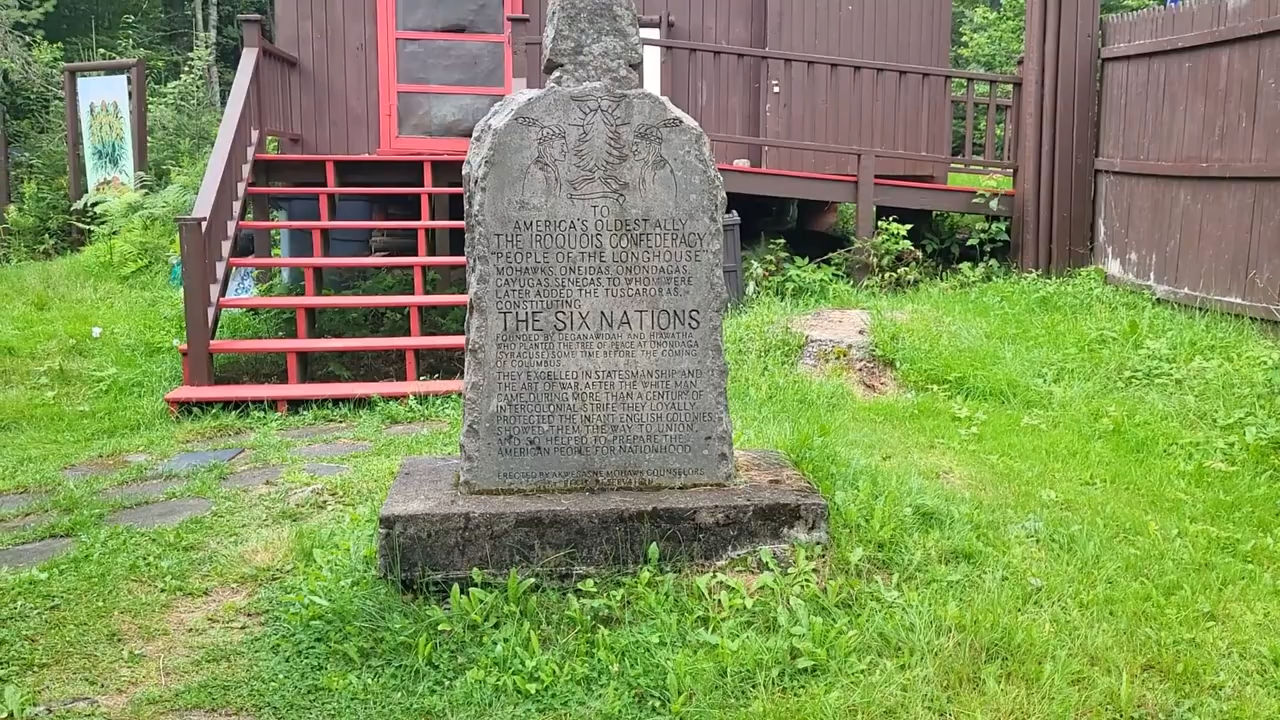 TO
AMERICA'S OLDEST ALLY
THE IROQUOIS CONFEDERACY
"PEOPLE OF THE LONGHOUSE"
MOHAWKS, ONEIDAS, ONONDAGAS,
CAYUGAS, SENECAS, TO WHOM WERE
LATER ADDED THE TUSCARORAS,
CONSTITUTING
THE SIX NATIONS
FOUNDED BY DEGANAWIDAH AND HIAWATHA
WHO PLANTED THE TREE OF PEACE AT ONONDAGA
(SYRACUSE) SOME TIME BEFORE THE COMING
OF COLUMBUS.
THEY EXCELLED IN STATESMANSHIP AND
THE ART OF WAR. AFTER THE WHITE MAN
CAME, DURING MORE THAN A CENTURY OF
INTERCOLONIAL STRIFE THEY LOYALLY
PROTECTED THE INFANT ENGLISH COLONIES,
SHOWED THEM THE WAY TO UNION,
AND SO HELPED TO PREPARE THE
AMERICAN PEOPLE FOR NATIONHOOD.
ERECTED BY AKWESASNE MOHAWK COUNSELORS
REGIS RESERVATION